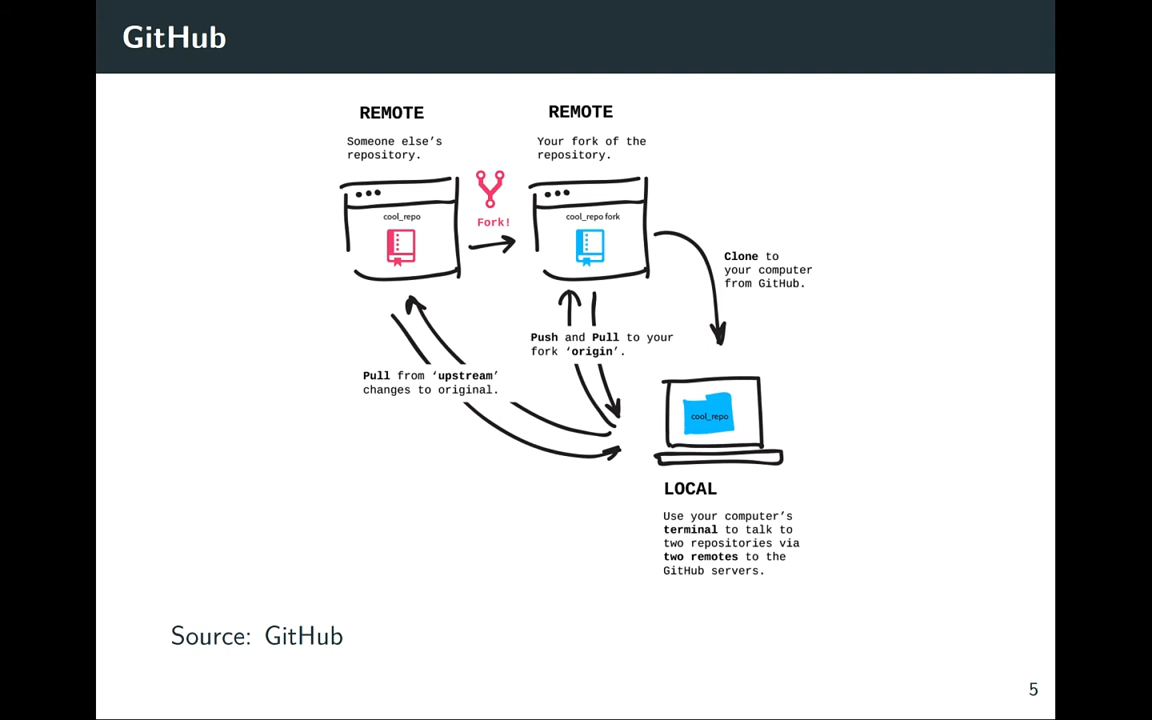 GitHub
REMOTE
Someone else’s
repository.
cool_repo
Fork!
REMOTE
Your fork of the
repository.
cool_repo fork
Clone to
your computer
from GitHub.
Push and Pull to your
fork ‘origin’.
Pull from ‘upstream’
changes to original.
cool_repo
LOCAL
Use your computer’s
terminal to talk to
two repositories via
two remotes to the
GitHub servers.
Source: GitHub
5